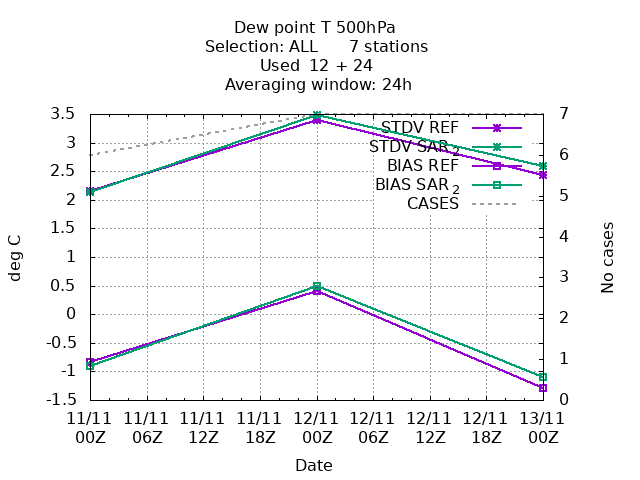 Dew point T 500hPa
Selection: ALL      7 stations
Used  12 + 24
Averaging window: 24h
3.5
3
2.5
2
1.5
1
0.5
0
-0.5
-1
-1.5
deg C
7
6
5
4
3
2
1
0
No cases
STDV REF
STDV SAR 2
BIAS REF
BIAS SAR 2
CASES
11/11 11/11 11/11 11/11 12/11 12/11 12/11 12/11 13/11
00Z 06Z 12Z 18Z 00Z 06Z 12Z 18Z 00Z
Date